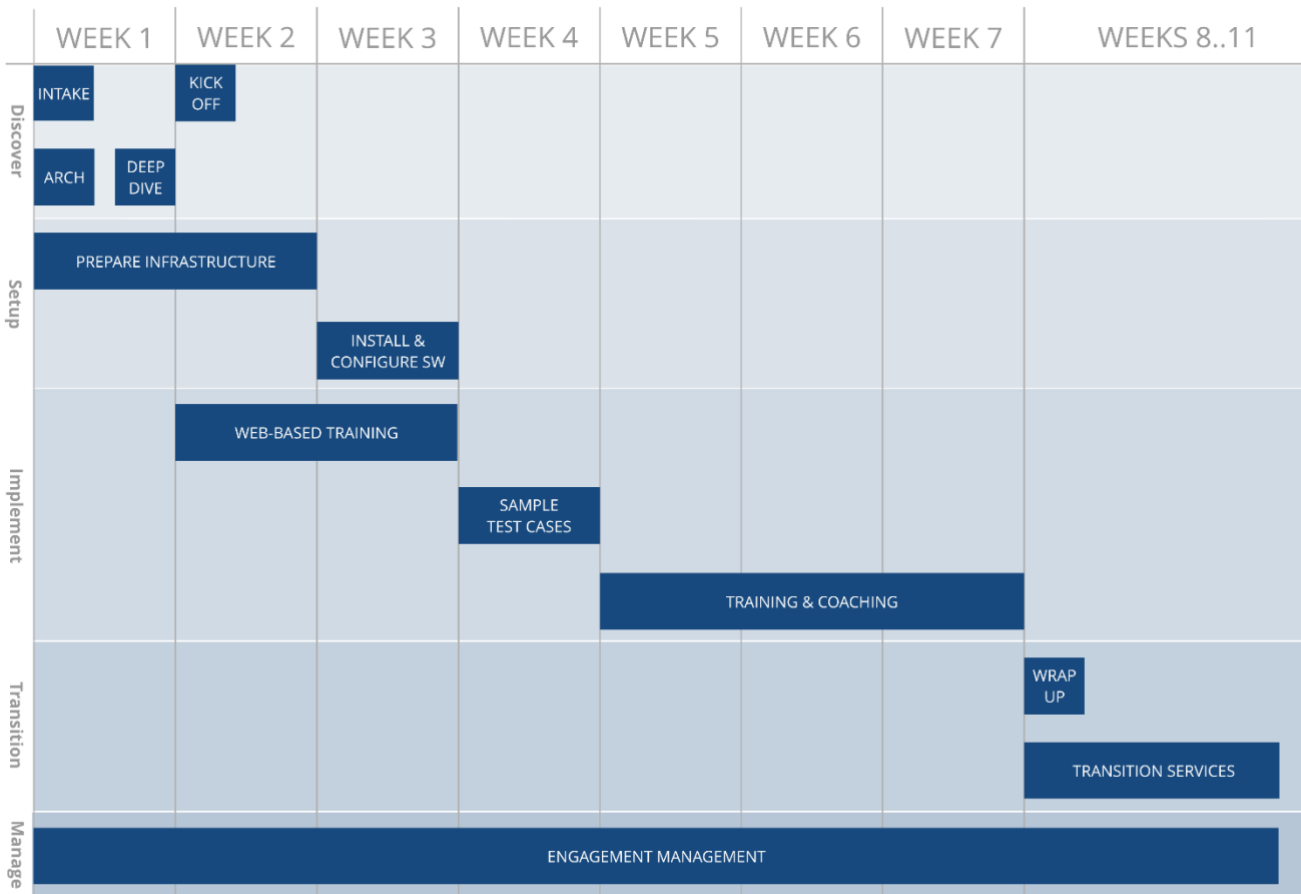 WEEK 1
WEEK 2
WEEK 3
WEEK 4
WEEK 5
WEEK 6
WEEK 7
WEEKS 8..11
Discover
INTAKE
KICK
OFF
ARCH
DEEP
DIVE
Setup
PREPARE INFRASTRUCTURE
INSTALL &
CONFIGURE SW
Implement
WEB-BASED TRAINING
SAMPLE
TEST CASES
TRAINING & COACHING
Transition
WRAP
UP
TRANSITION SERVICES
Manage
ENGAGEMENT MANAGEMENT